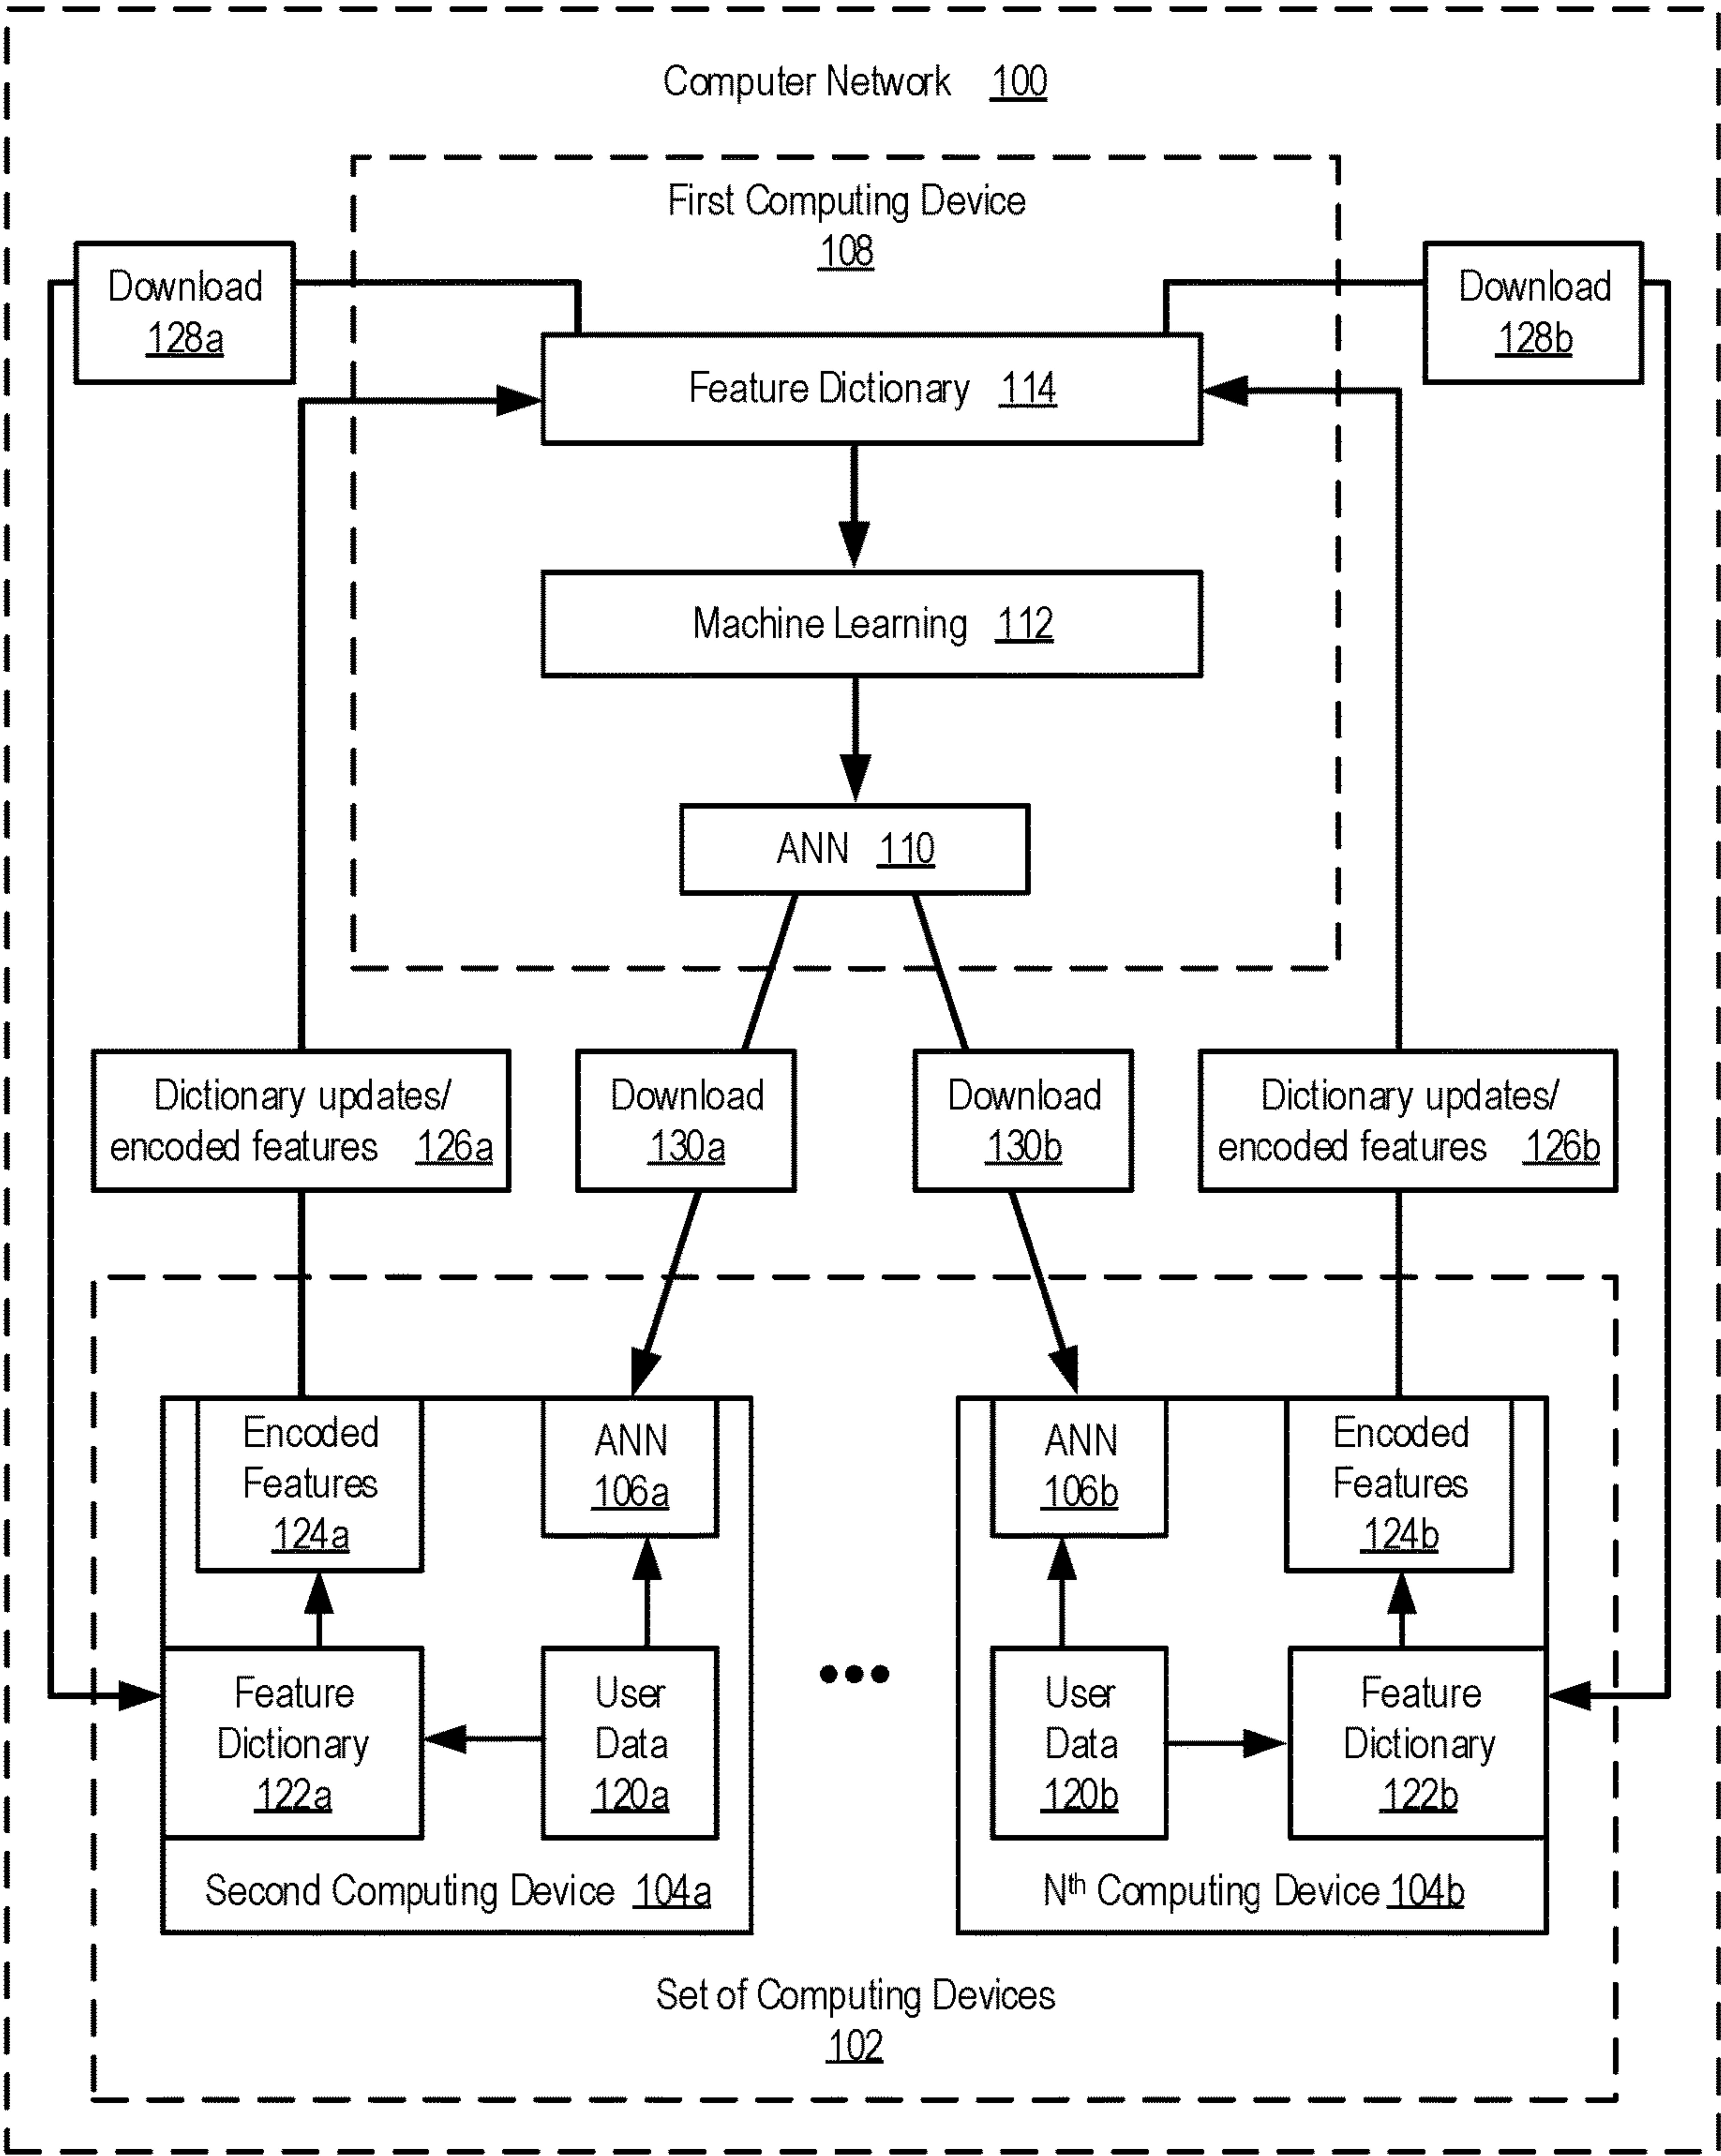 Computer Network 100
First Computing Device
108
Download
128a
Download
128b
Feature Dictionary 114
Machine Learning 112
ANN 110
Dictionary updates/
encoded features 126a
Download
130a
Download
130b
Dictionary updates/
encoded features 126b
Encoded
Features
124a
ANN
106a
ANN
106b
Encoded
Features
124b
Feature
Dictionary
122a
User
Data
120a
User
Data
120b
Feature
Dictionary
122b
Second Computing Device 104a
Nth Computing Device 104b
Set of Computing Devices
102